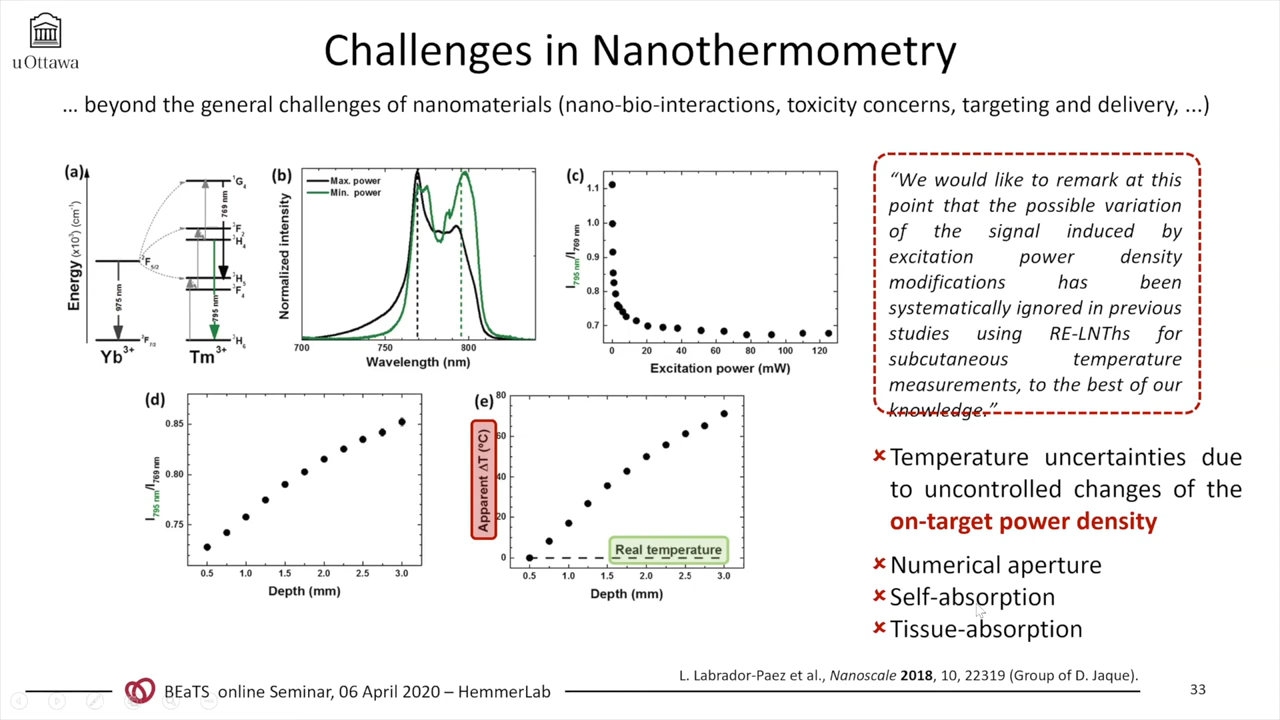 uOttawa
Challenges in Nanothermometry
... beyond the general challenges of nanomaterials (nano-bio-interactions, toxicity concerns, targeting and delivery, ...)
(a)
Energy (x10³) (cm⁻¹)
975 nm
Yb³⁺
²F₅/₂
²F₇/₂
¹G₄
769 nm
³F₂
³H₄
³H₅
³F₄
795 nm
³H₆
Tm³⁺
(b)
Max. power
Min. power
Normalized intensity
700 750 800
Wavelength (nm)
(c)
I₇₉₅ nm/I₇₆₉ nm
1.1
1.0
0.9
0.8
0.7
0 20 40 60 80 100 120
Excitation power (mW)
(d)
I₇₉₅ nm/I₇₆₉ nm
0.85
0.80
0.75
0.5 1.0 1.5 2.0 2.5 3.0
Depth (mm)
(e)
Apparent ΔT (ºC)
80
60
40
20
0
Real temperature
0.5 1.0 1.5 2.0 2.5 3.0
Depth (mm)
“We would like to remark at this
point that the possible variation
of the signal induced by
excitation power density
modifications has been
systematically ignored in previous
studies using RE-LNThs for
subcutaneous temperature
measurements, to the best of our
knowledge.”
Temperature uncertainties due
to uncontrolled changes of the
on-target power density
Numerical aperture
Self-absorption
Tissue-absorption
L. Labrador-Paez et al., Nanoscale 2018, 10, 22319 (Group of D. Jaque).
BEaTS online Seminar, 06 April 2020 – HemmerLab
33